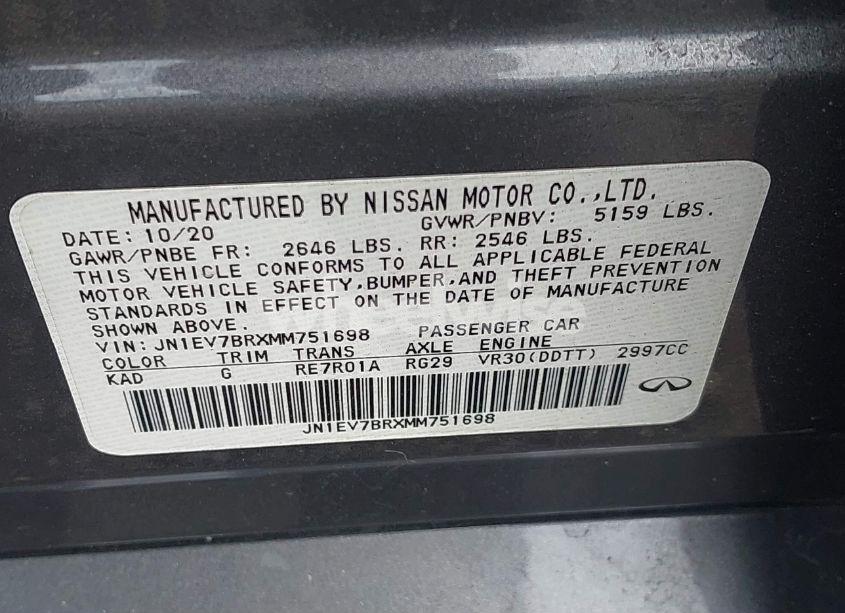 MANUFACTURED BY NISSAN MOTOR CO.,LTD.
DATE: 10/20 GVWR/PNBV: 5159 LBS.
GAWR/PNBE FR: 2646 LBS. RR: 2546 LBS.
THIS VEHICLE CONFORMS TO ALL APPLICABLE FEDERAL
MOTOR VEHICLE SAFETY,BUMPER,AND THEFT PREVENTION
STANDARDS IN EFFECT ON THE DATE OF MANUFACTURE
SHOWN ABOVE.
VIN: JN1EV7BRXMM751698 PASSENGER CAR
COLOR TRIM TRANS AXLE ENGINE
KAD G RE7R01A RG29 VR30(DDTT) 2997CC
JN1EV7BRXMM751698